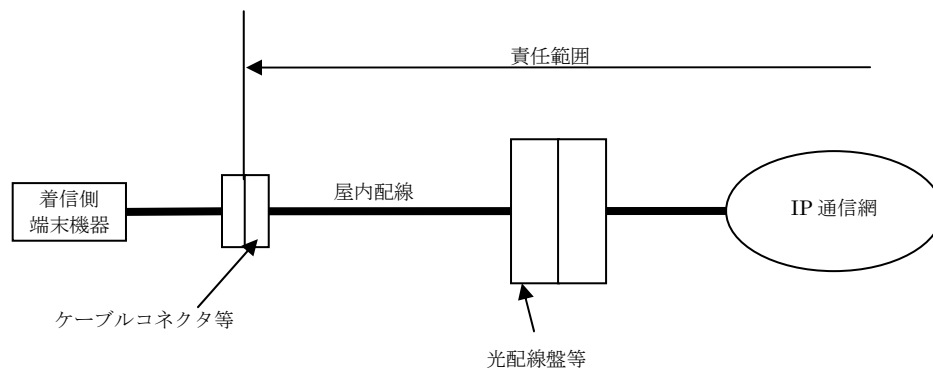 責任範囲
着信側
端末機器
屋内配線
IP 通信網
ケーブルコネクタ等
光配線盤等